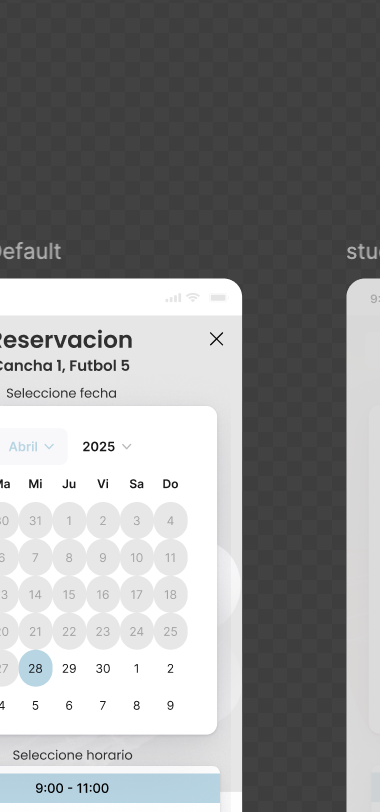 Default
stu
9:
Reservacion
Cancha 1, Futbol 5
Seleccione fecha
Abril 2025
Ma Mi Ju Vi Sa Do
30 31 1 2 3 4
6 7 8 9 10 11
13 14 15 16 17 18
20 21 22 23 24 25
27 28 29 30 1 2
4 5 6 7 8 9
Seleccione horario
9:00 - 11:00